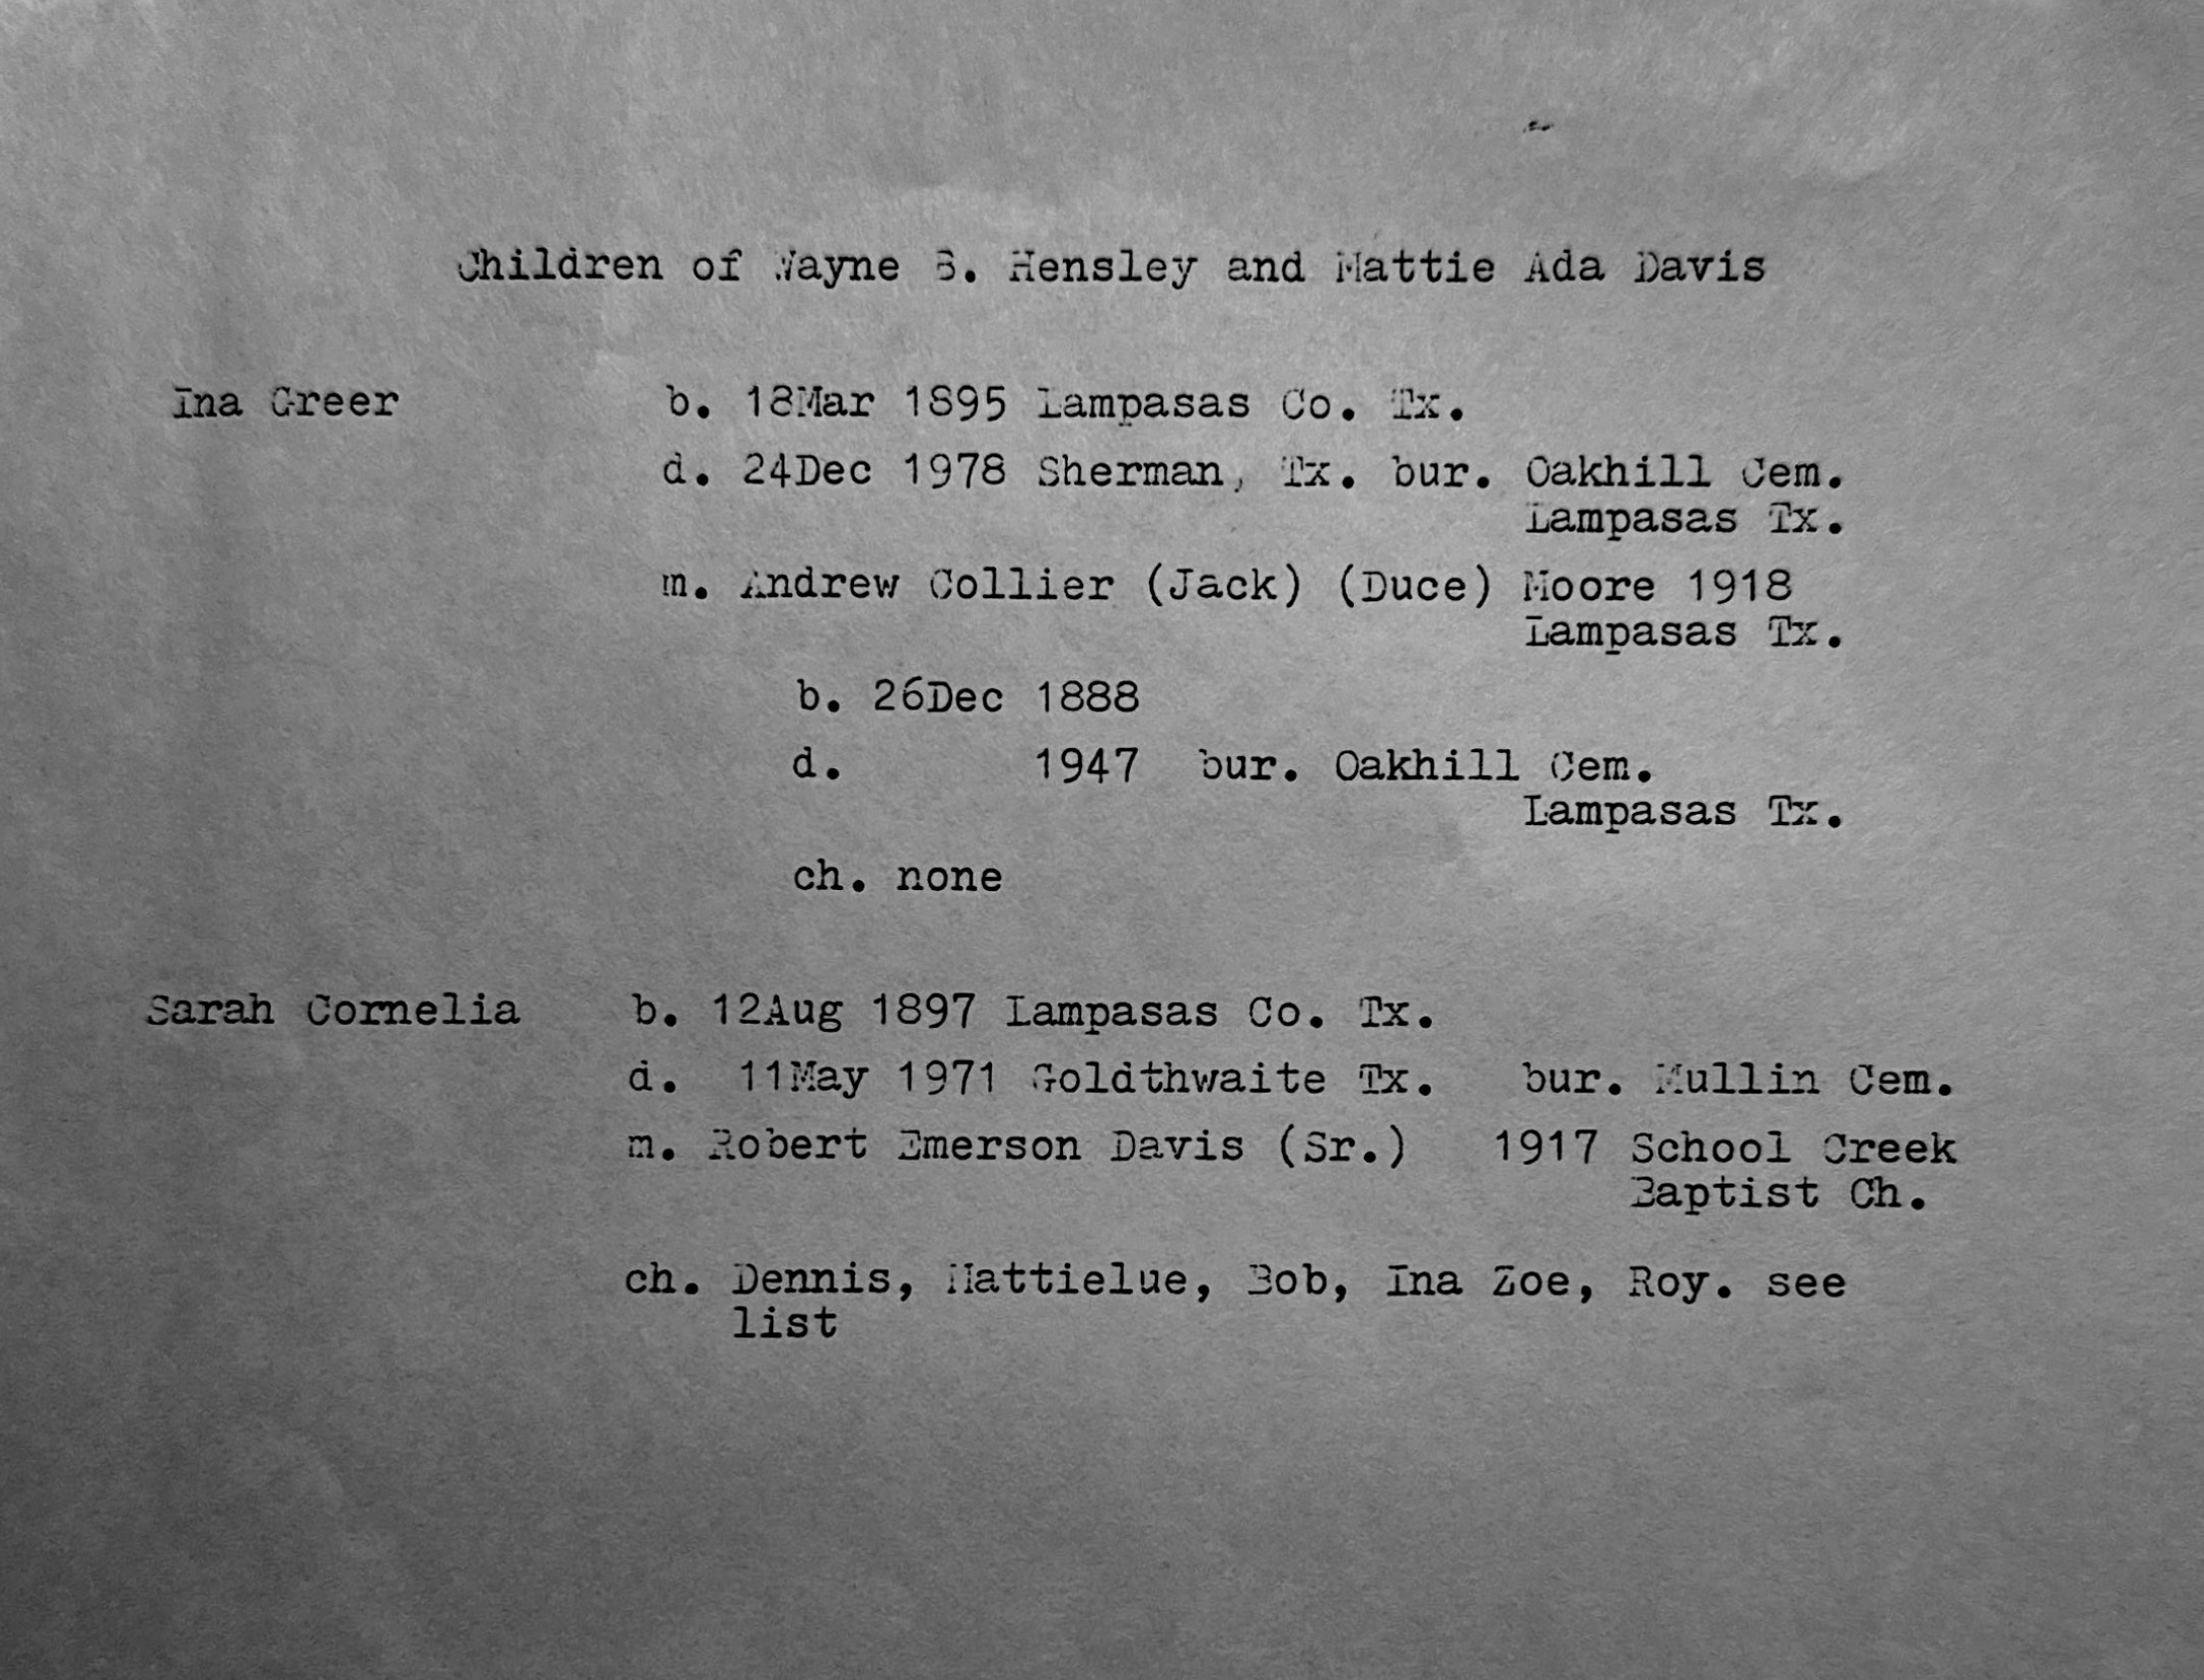 Children of Wayne B. Hensley and Mattie Ada Davis
Ina Greer b. 18Mar 1895 Lampasas Co. Tx.
d. 24Dec 1978 Sherman, Tx. bur. Oakhill Cem.
Lampasas Tx.
m. Andrew Collier (Jack) (Duce) Moore 1918
Lampasas Tx.
b. 26Dec 1888
d. 1947 bur. Oakhill Cem.
Lampasas Tx.
ch. none
Sarah Cornelia b. 12Aug 1897 Lampasas Co. Tx.
d. 11May 1971 Goldthwaite Tx. bur. Mullin Cem.
m. Robert Emerson Davis (Sr.) 1917 School Creek
Baptist Ch.
ch. Dennis, Mattielue, Bob, Ina Zoe, Roy. see
list